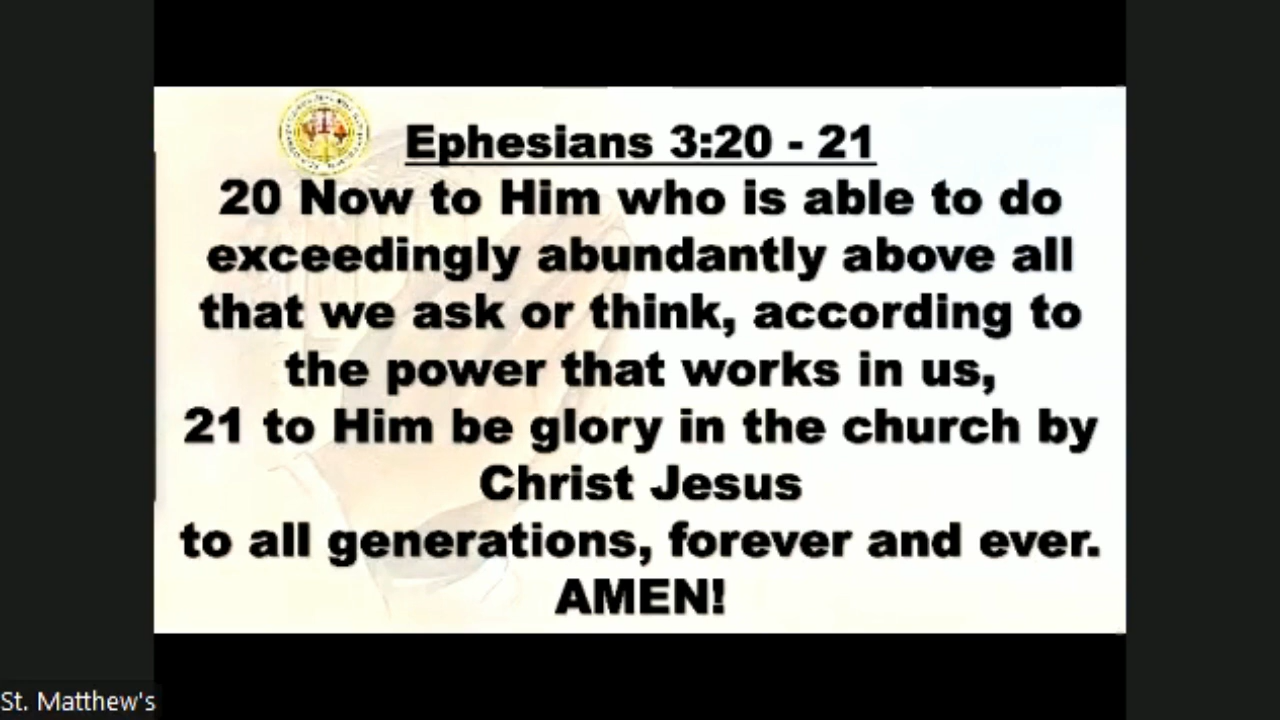 Ephesians 3:20 - 21
20 Now to Him who is able to do
exceedingly abundantly above all
that we ask or think, according to
the power that works in us,
21 to Him be glory in the church by
Christ Jesus
to all generations, forever and ever.
AMEN!
St. Matthew's